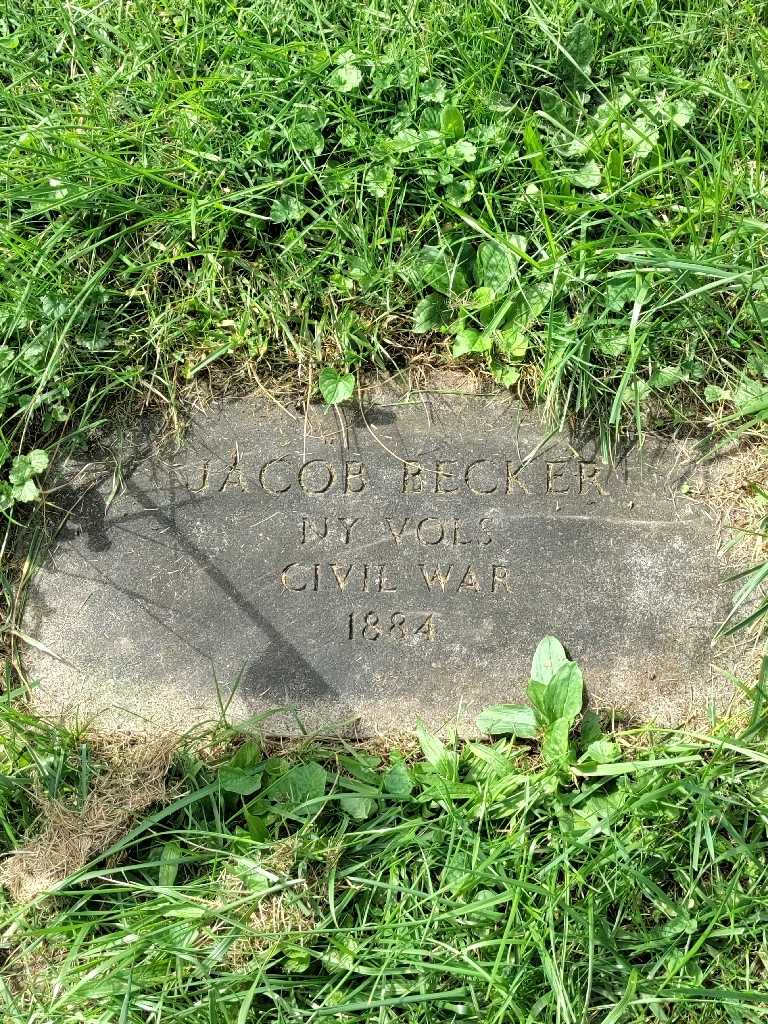 JACOB BECKER
NY VOLS
CIVIL WAR
1884